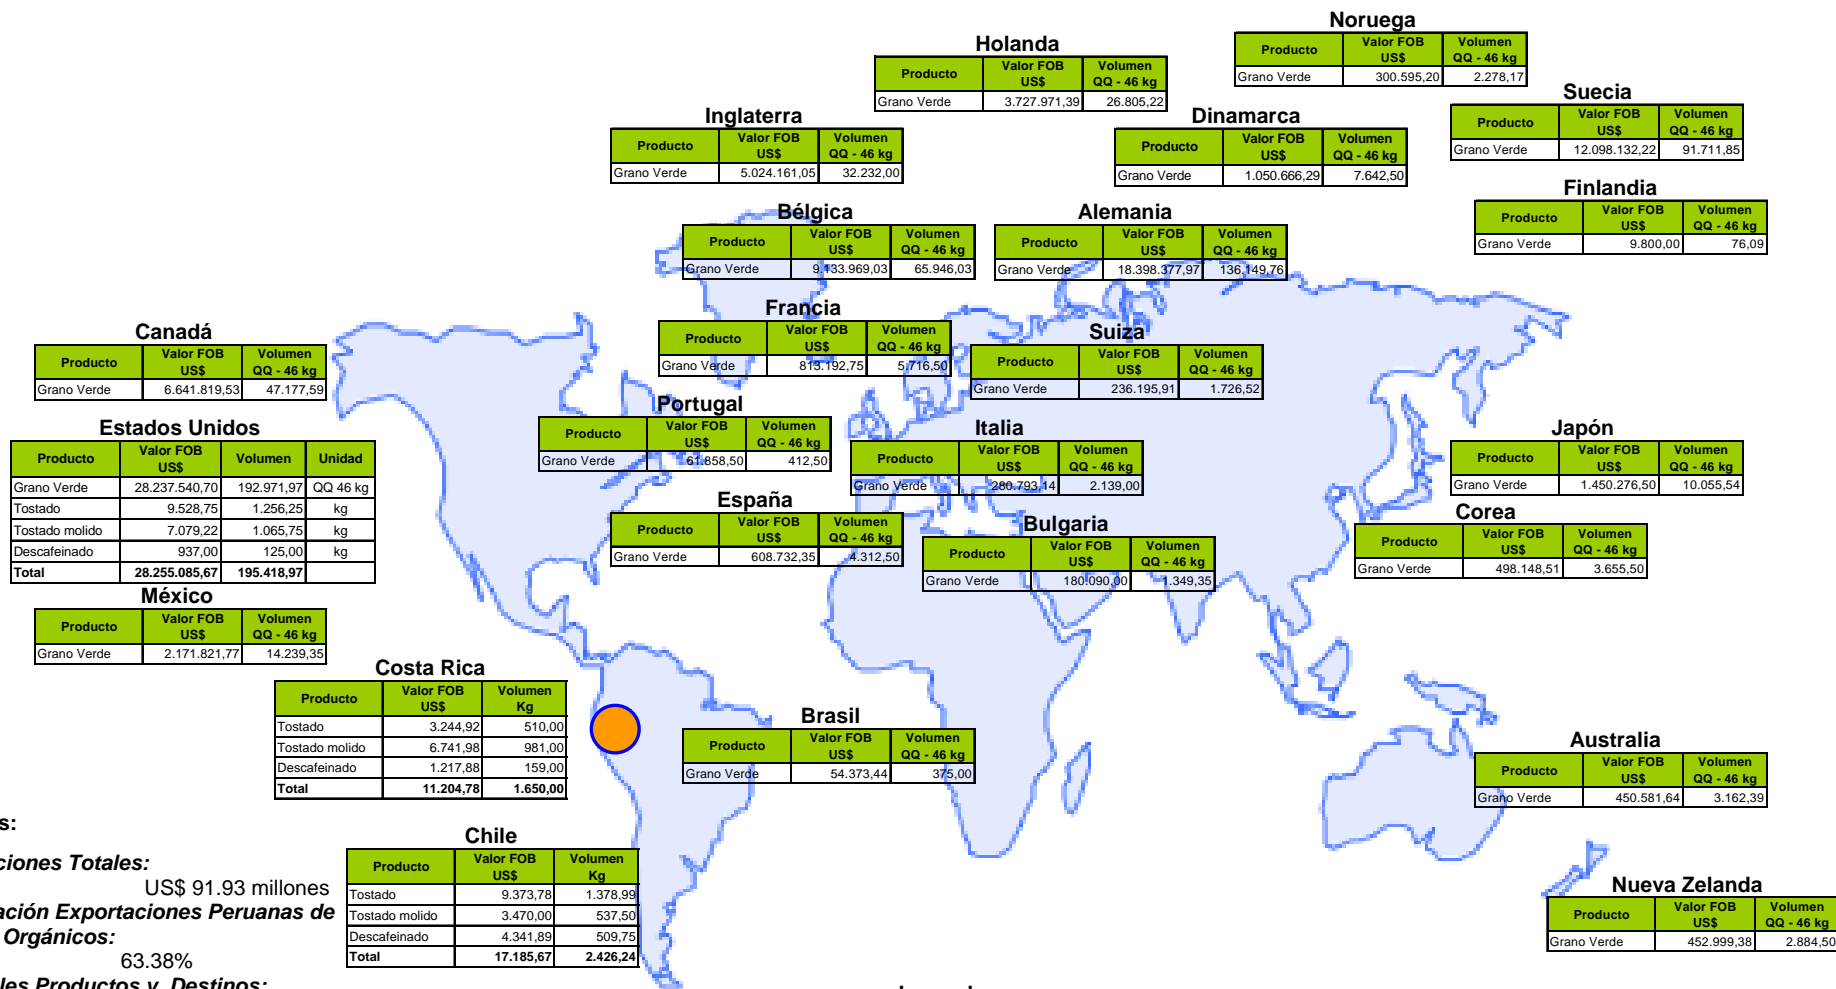 Noruega
Producto Valor FOB US$ Volumen QQ - 46 kg
Grano Verde 300.595,20 2.278,17
Holanda
Producto Valor FOB US$ Volumen QQ - 46 kg
Grano Verde 3.727.971,39 26.805,22
Suecia
Producto Valor FOB US$ Volumen QQ - 46 kg
Grano Verde 12.098.132,22 91.711,85
Inglaterra
Producto Valor FOB US$ Volumen QQ - 46 kg
Grano Verde 5.024.161,05 32.232,00
Dinamarca
Producto Valor FOB US$ Volumen QQ - 46 kg
Grano Verde 1.050.666,29 7.642,50
Finlandia
Producto Valor FOB US$ Volumen QQ - 46 kg
Grano Verde 9.800,00 76,09
Bélgica
Producto Valor FOB US$ Volumen QQ - 46 kg
Grano Verde 9.133.969,03 65.946,03
Alemania
Producto Valor FOB US$ Volumen QQ - 46 kg
Grano Verde 18.398.377,97 136.149,76
Francia
Producto Valor FOB US$ Volumen QQ - 46 kg
Grano Verde 813.192,75 5.716,50
Suiza
Producto Valor FOB US$ Volumen QQ - 46 kg
Grano Verde 236.195,91 1.726,52
Canadá
Producto Valor FOB US$ Volumen QQ - 46 kg
Grano Verde 6.641.819,53 47.177,59
Portugal
Producto Valor FOB US$ Volumen QQ - 46 kg
Grano Verde 61.858,50 412,50
Italia
Producto Valor FOB US$ Volumen QQ - 46 kg
Grano Verde 280.793,14 2.139,00
Japón
Producto Valor FOB US$ Volumen QQ - 46 kg
Grano Verde 1.450.276,50 10.055,54
Estados Unidos
Producto Valor FOB US$ Volumen Unidad
Grano Verde 28.237.540,70 192.971,97 QQ 46 kg
Tostado 9.528,75 1.256,25 kg
Tostado molido 7.079,22 1.065,75 kg
Descafeinado 937,00 125,00 kg
Total 28.255.085,67 195.418,97
España
Producto Valor FOB US$ Volumen QQ - 46 kg
Grano Verde 608.732,35 4.312,50
Bulgaria
Producto Valor FOB US$ Volumen QQ - 46 kg
Grano Verde 180.090,00 1.349,35
Corea
Producto Valor FOB US$ Volumen QQ - 46 kg
Grano Verde 498.148,51 3.655,50
México
Producto Valor FOB US$ Volumen QQ - 46 kg
Grano Verde 2.171.821,77 14.239,35
Costa Rica
Producto Valor FOB US$ Volumen Kg
Tostado 3.244,92 510,00
Tostado molido 6.741,98 981,00
Descafeinado 1.217,88 159,00
Total 11.204,78 1.650,00
Brasil
Producto Valor FOB US$ Volumen QQ - 46 kg
Grano Verde 54.373,44 375,00
Australia
Producto Valor FOB US$ Volumen QQ - 46 kg
Grano Verde 450.581,64 3.162,39
Chile
Producto Valor FOB US$ Volumen Kg
Tostado 9.373,78 1.378,99
Tostado molido 3.470,00 537,50
Descafeinado 4.341,89 509,75
Total 17.185,67 2.426,24
Nueva Zelanda
Producto Valor FOB US$ Volumen QQ - 46 kg
Grano Verde 452.999,38 2.884,50
s:
ciones Totales:
US$ 91.93 millones
ación Exportaciones Peruanas de
Orgánicos:
63.38%
les Productos y Destinos: